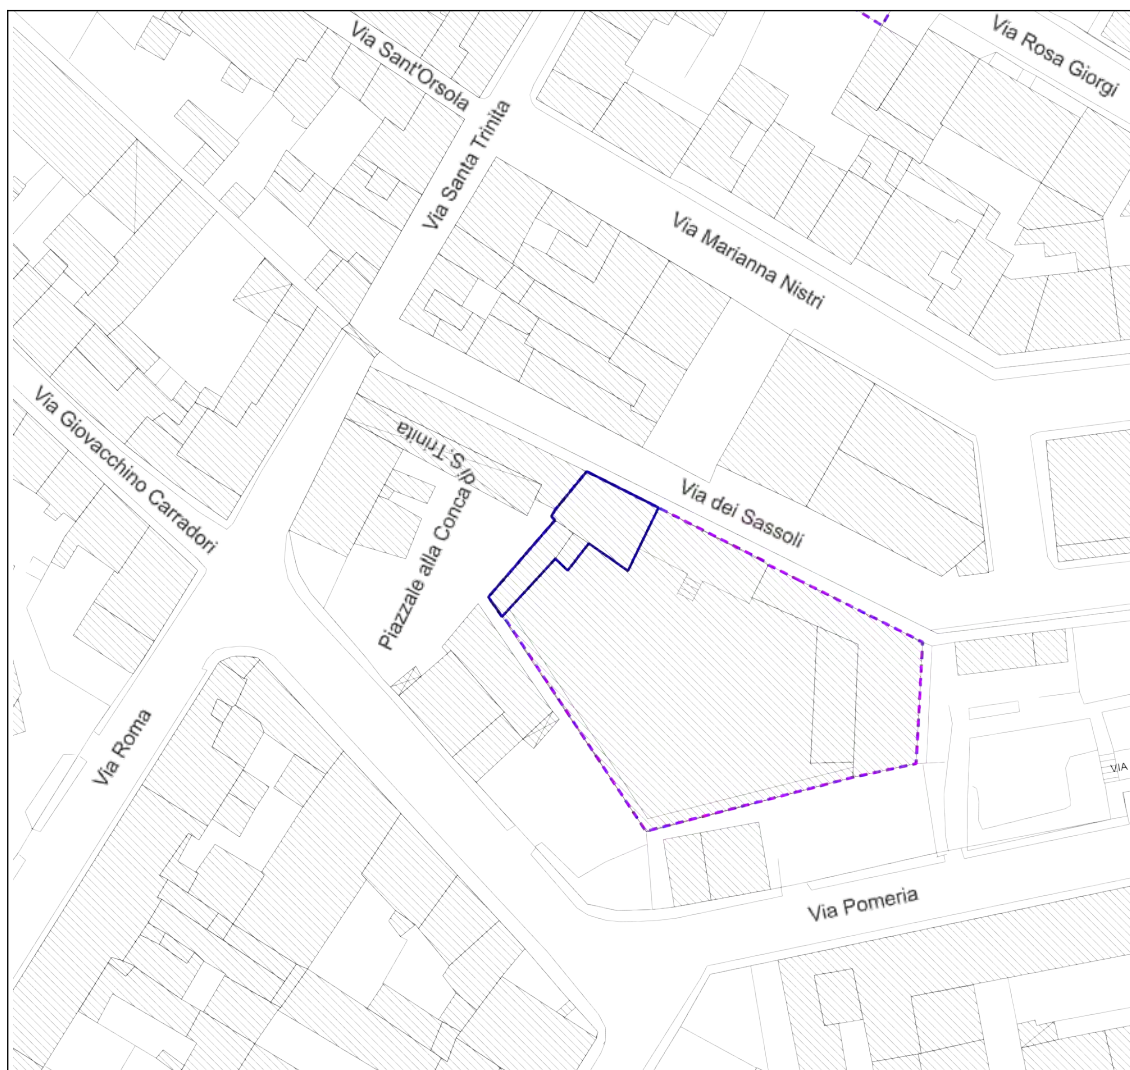 Via Sant'Orsola
Via Rosa Giorgi
Via Santa Trinita
Via Marianna Nistri
Via Giovacchino Carradori
di S.Trinita
Piazzale alla Conca
Via dei Sassoli
Via Roma
VIA
Via Pomeria